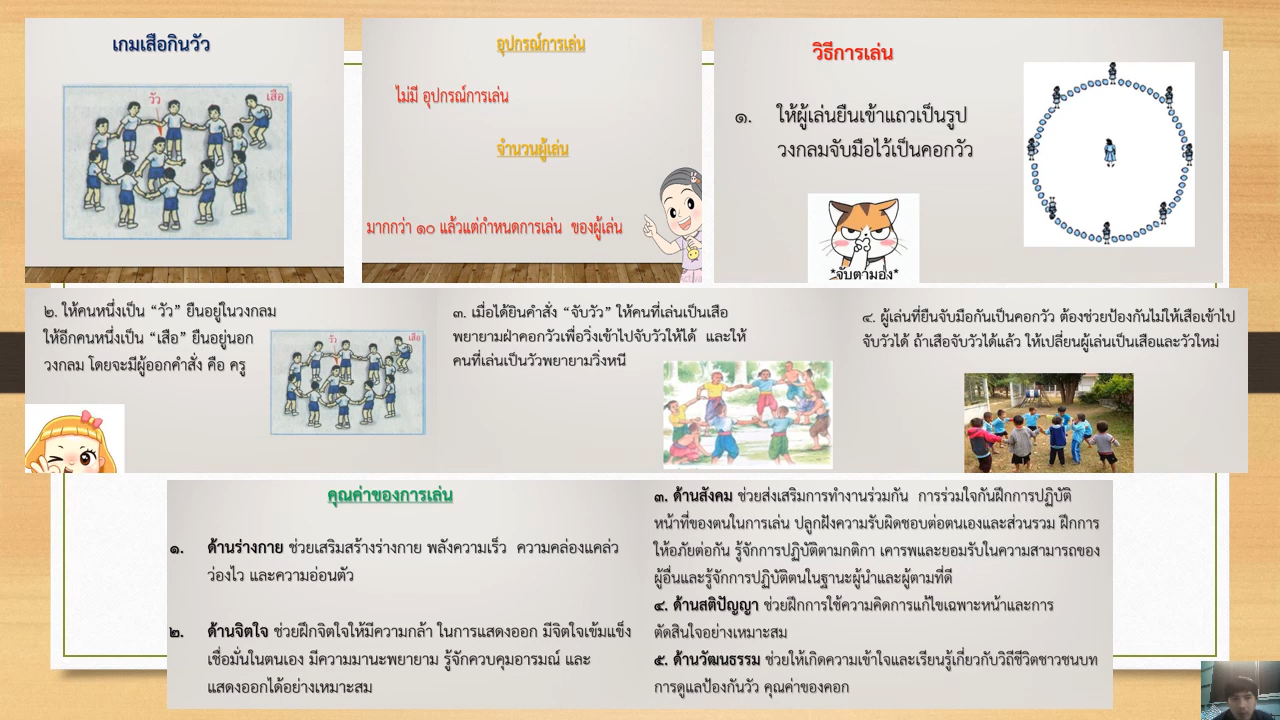 เกมเสือกินวัว
วัว
เสือ
อุปกรณ์การเล่น
ไม่มี อุปกรณ์การเล่น
จำนวนผู้เล่น
มากกว่า ๑๐ แล้วแต่กำหนดการเล่น ของผู้เล่น
วิธีการเล่น
๑. ให้ผู้เล่นยืนเข้าแถวเป็นรูป
วงกลมจับมือไว้เป็นคอกวัว
*จับตามอง*
๒. ให้คนหนึ่งเป็น “วัว” ยืนอยู่ในวงกลม
ให้อีกคนหนึ่งเป็น “เสือ” ยืนอยู่นอก
วงกลม โดยจะมีผู้ออกคำสั่ง คือ ครู
วัว
เสือ
๓. เมื่อได้ยินคำสั่ง “จับวัว” ให้คนที่เล่นเป็นเสือ
พยายามฝ่าคอกวัวเพื่อวิ่งเข้าไปจับวัวให้ได้ และให้
คนที่เล่นเป็นวัวพยายามวิ่งหนี
๔. ผู้เล่นที่ยืนจับมือกันเป็นคอกวัว ต้องช่วยป้องกันไม่ให้เสือเข้าไป
จับวัวได้ ถ้าเสือจับวัวได้แล้ว ให้เปลี่ยนผู้เล่นเป็นเสือและวัวใหม่
คุณค่าของการเล่น
๑. ด้านร่างกาย ช่วยเสริมสร้างร่างกาย พลังความเร็ว ความคล่องแคล่ว
ว่องไว และความอ่อนตัว
๒. ด้านจิตใจ ช่วยฝึกจิตใจให้มีความกล้า ในการแสดงออก มีจิตใจเข้มแข็ง
เชื่อมั่นในตนเอง มีความมานะพยายาม รู้จักควบคุมอารมณ์ และ
แสดงออกได้อย่างเหมาะสม
๓. ด้านสังคม ช่วยส่งเสริมการทำงานร่วมกัน การร่วมใจกันฝึกการปฏิบัติ
หน้าที่ของตนในการเล่น ปลูกฝังความรับผิดชอบต่อตนเองและส่วนรวม ฝึกการ
ให้อภัยต่อกัน รู้จักการปฏิบัติตามกติกา เคารพและยอมรับในความสามารถของ
ผู้อื่นและรู้จักการปฏิบัติตนในฐานะผู้นำและผู้ตามที่ดี
๔. ด้านสติปัญญา ช่วยฝึกการใช้ความคิดการแก้ไขเฉพาะหน้าและการ
ตัดสินใจอย่างเหมาะสม
๕. ด้านวัฒนธรรม ช่วยให้เกิดความเข้าใจและเรียนรู้เกี่ยวกับวิถีชีวิตชาวชนบท
การดูแลป้องกันวัว คุณค่าของคอก